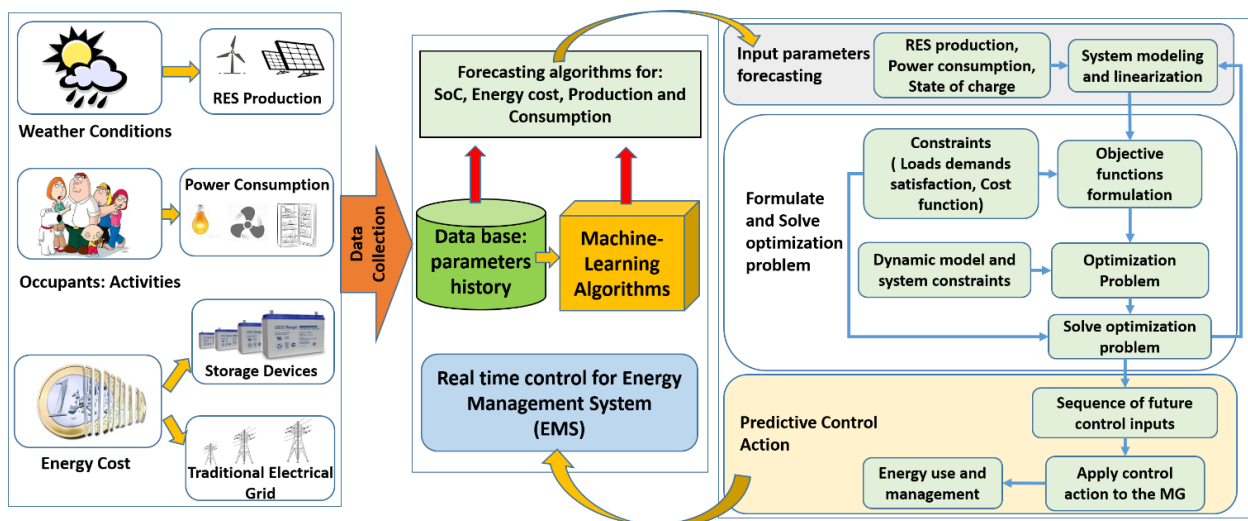 RES Production
Weather Conditions
Power Consumption
Occupants: Activities
Storage Devices
Energy Cost
Traditional Electrical
Grid
Data
Collection
Forecasting algorithms for:
SoC, Energy cost, Production and
Consumption
Data base:
parameters
history
Machine-
Learning
Algorithms
Real time control for Energy
Management System
(EMS)
Input parameters
forecasting
RES production,
Power consumption,
State of charge
System modeling
and linearization
Formulate
and Solve
optimization
problem
Constraints
( Loads demands
satisfaction, Cost
function)
Objective
functions
formulation
Dynamic model and
system constraints
Optimization
Problem
Solve optimization
problem
Predictive Control
Action
Sequence of future
control inputs
Energy use and
management
Apply control
action to the MG